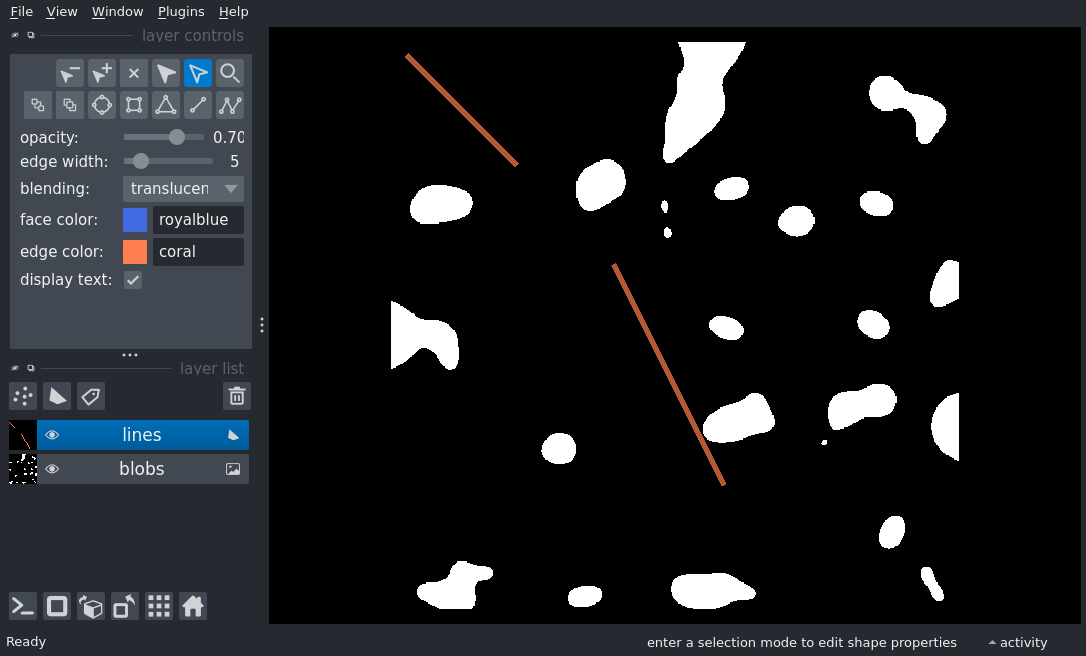 File View Window Plugins Help
layer controls
opacity: 0.70
edge width: 5
blending: translucen
face color: royalblue
edge color: coral
display text:
layer list
lines
blobs
Ready enter a selection mode to edit shape properties activity